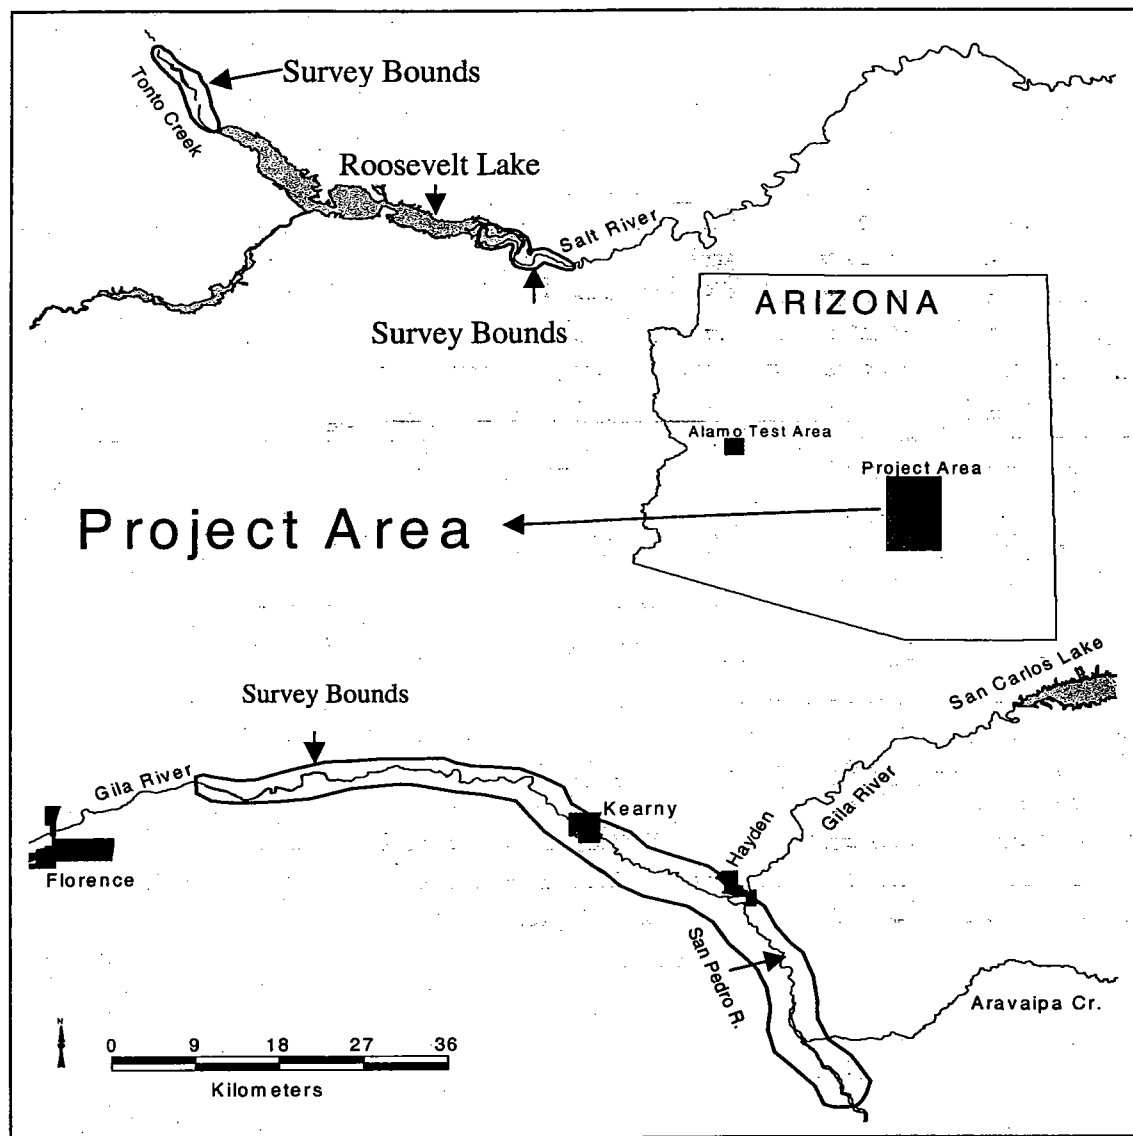 Survey Bounds
Tonto Creek
Roosevelt Lake
Salt River
Survey Bounds
ARIZONA
Alamo Test Area
Project Area
Project Area
San Carlos Lake
Survey Bounds
Gila River
Gila River
Kearny
Hayden
Florence
San Pedro R.
Aravaipa Cr.
N
0 9 18 27 36
Kilometers